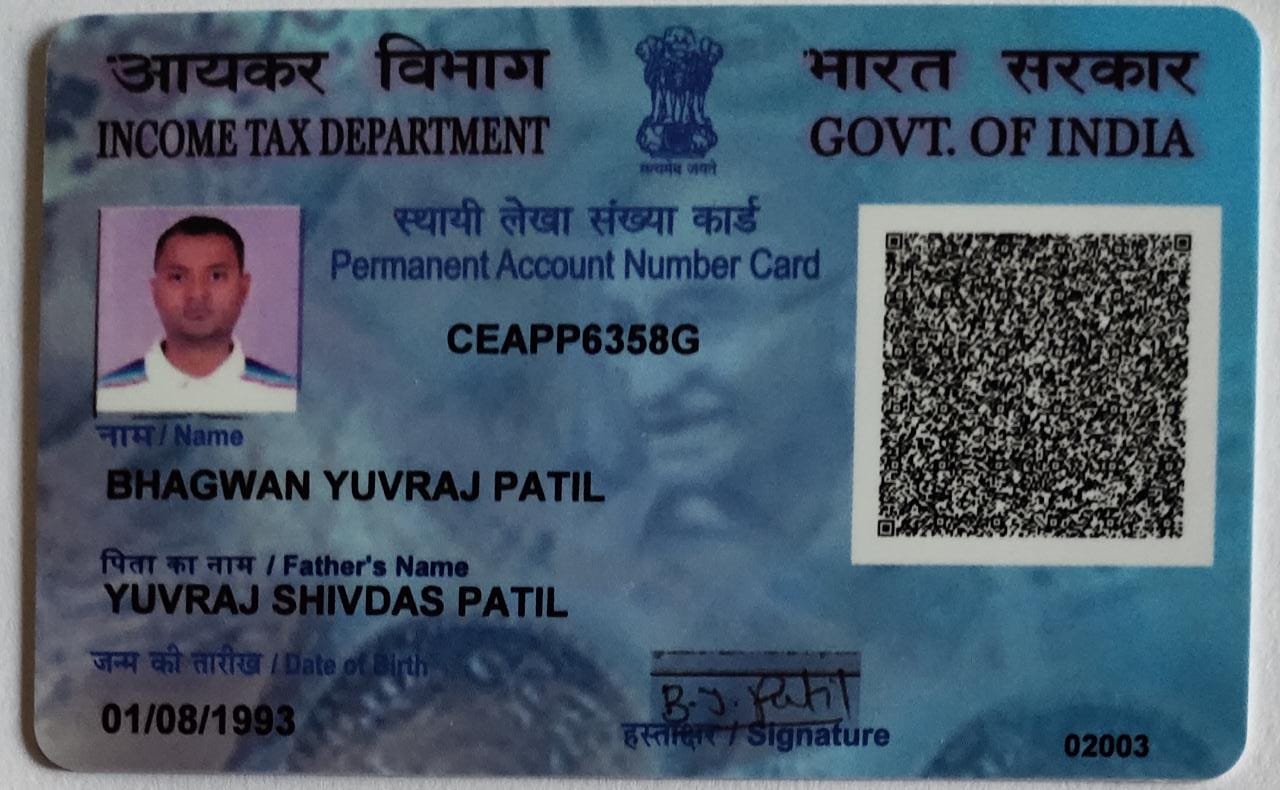 आयकर विभाग
INCOME TAX DEPARTMENT
सत्यमेव जयते
भारत सरकार
GOVT. OF INDIA
स्थायी लेखा संख्या कार्ड
Permanent Account Number Card
CEAPP6358G
नाम / Name
BHAGWAN YUVRAJ PATIL
पिता का नाम / Father's Name
YUVRAJ SHIVDAS PATIL
जन्म की तारीख / Date of Birth
01/08/1993
B.Y. Patil
हस्ताक्षर / Signature
02003